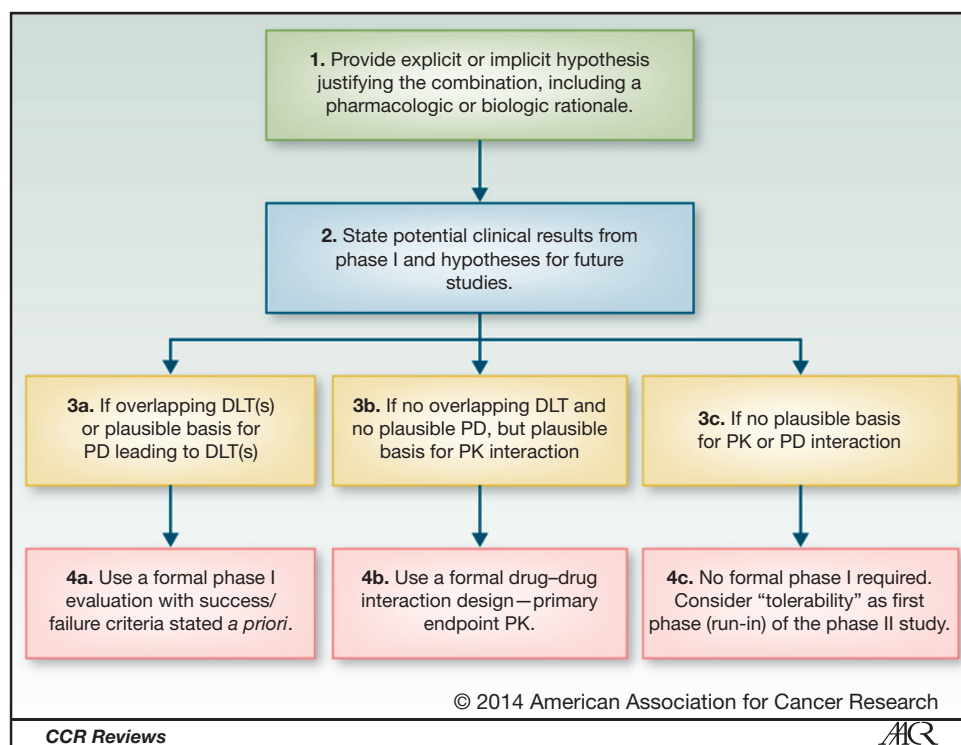 1. Provide explicit or implicit hypothesis
justifying the combination, including a
pharmacologic or biologic rationale.
2. State potential clinical results from
phase I and hypotheses for future
studies.
3a. If overlapping DLT(s)
or plausible basis for
PD leading to DLT(s)
3b. If no overlapping DLT and
no plausible PD, but plausible
basis for PK interaction
3c. If no plausible basis
for PK or PD interaction
4a. Use a formal phase I
evaluation with success/
failure criteria stated a priori.
4b. Use a formal drug–drug
interaction design—primary
endpoint PK.
4c. No formal phase I required.
Consider “tolerability” as first
phase (run-in) of the phase II study.
© 2014 American Association for Cancer Research
CCR Reviews
AACR